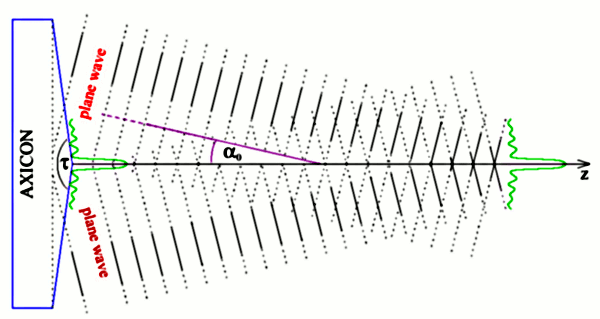 plane wave
AXICON
τ
α₀
z
plane wave